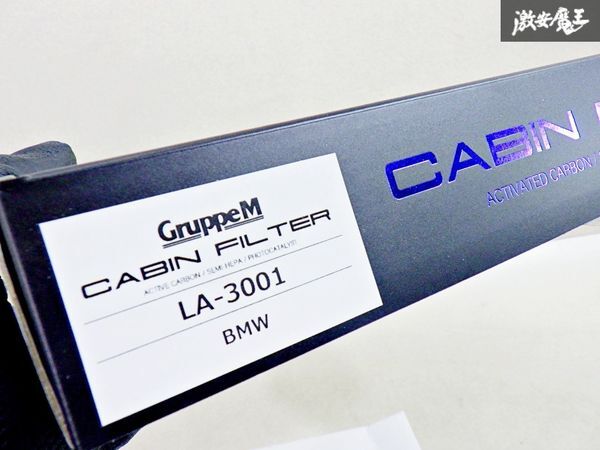 激安魔王
CABIN
ACTIVATED CARBON /
GruppeM
CABIN FILTER
ACTIVE CARBON / SEMI-HEPA / PHOTOCATALYST
LA-3001
BMW